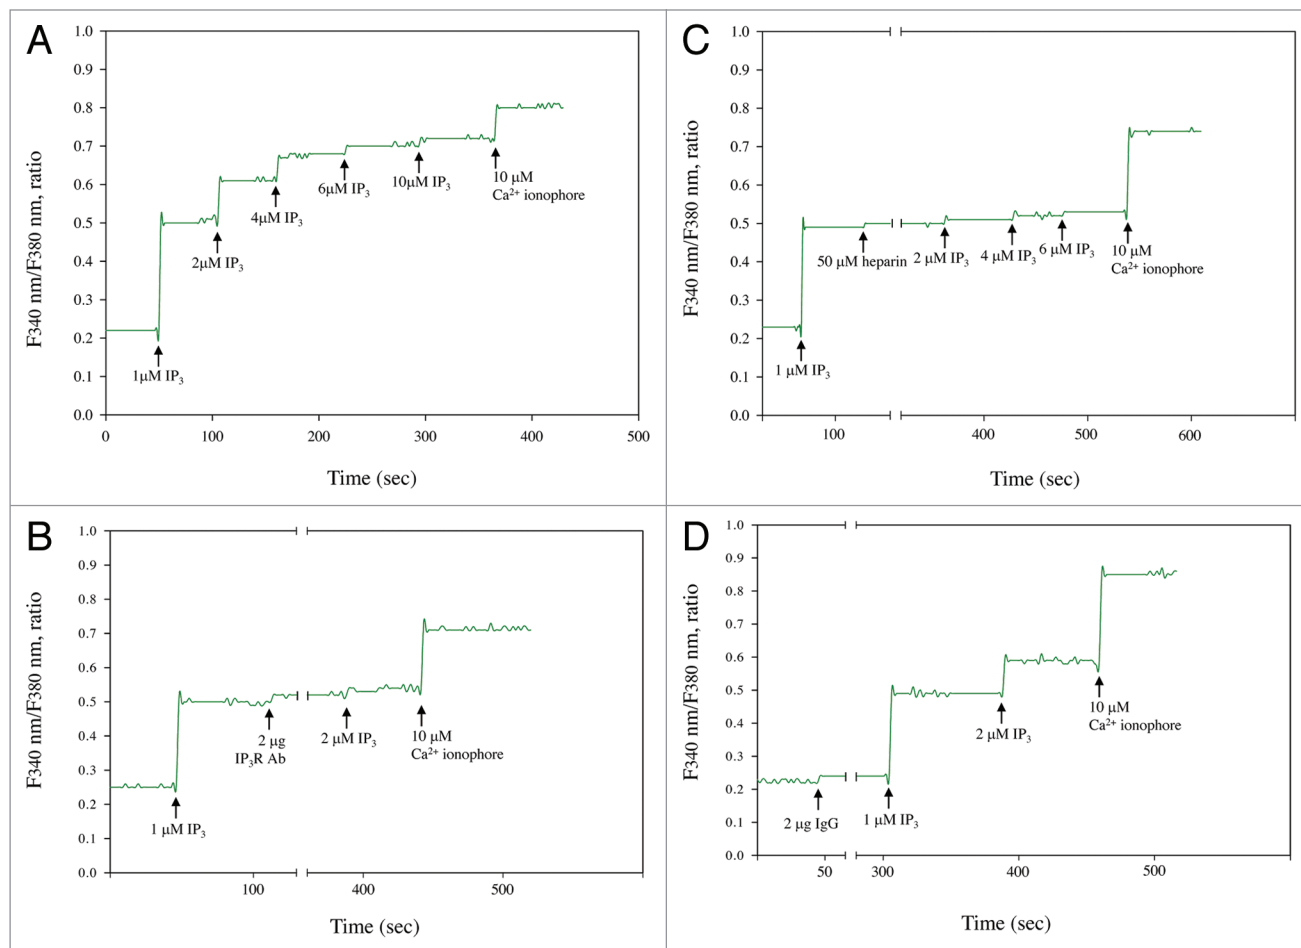 A
F340 nm/F380 nm, ratio
1.0
0.9
0.8
0.7
0.6
0.5
0.4
0.3
0.2
0.1
0.0
1μM IP₃
2μM IP₃
4μM IP₃
6μM IP₃
10μM IP₃
10 μM
Ca²⁺ ionophore
0 100 200 300 400 500
Time (sec)
C
F340 nm/F380 nm, ratio
1.0
0.9
0.8
0.7
0.6
0.5
0.4
0.3
0.2
0.1
0.0
1 μM IP₃
50 μM heparin
2 μM IP₃
4 μM IP₃
6 μM IP₃
10 μM
Ca²⁺ ionophore
100 400 500 600
Time (sec)
B
F340 nm/F380 nm, ratio
1.0
0.9
0.8
0.7
0.6
0.5
0.4
0.3
0.2
0.1
0.0
1 μM IP₃
2 μg
IP₃R Ab
2 μM IP₃
10 μM
Ca²⁺ ionophore
100 400 500
Time (sec)
D
F340 nm/F380 nm, ratio
1.0
0.9
0.8
0.7
0.6
0.5
0.4
0.3
0.2
0.1
0.0
2 μg IgG
1 μM IP₃
2 μM IP₃
10 μM
Ca²⁺ ionophore
50 300 400 500
Time (sec)